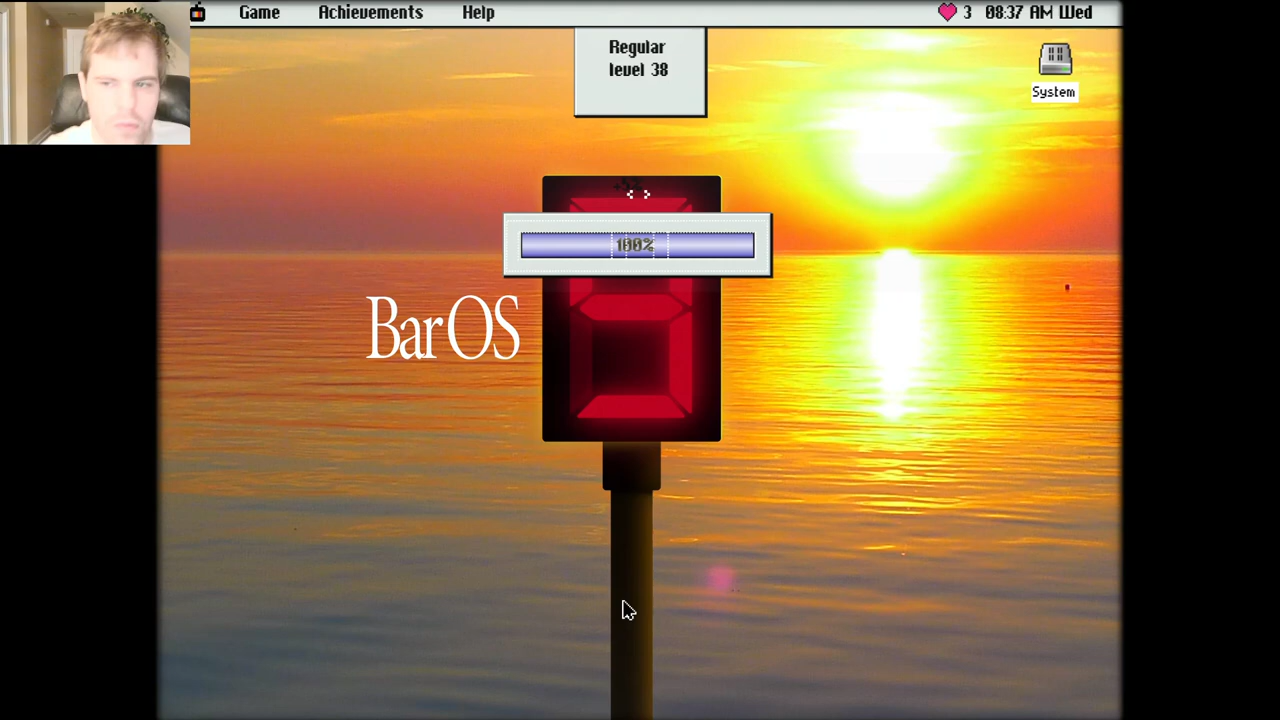 Game Achievements Help 3 08:37 AM Wed
Regular
level 38
System
100%
BarOS